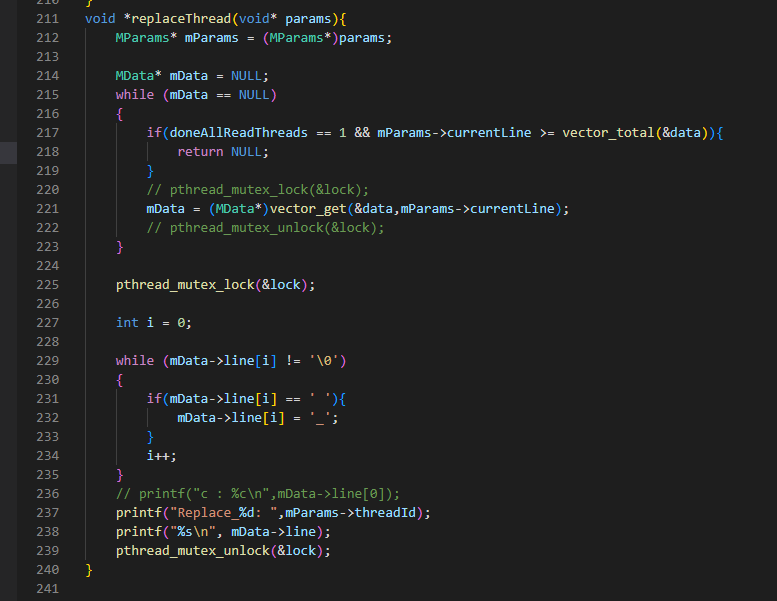 210 }
211 void *replaceThread(void* params){
212     MParams* mParams = (MParams*)params;
213
214     MData* mData = NULL;
215     while (mData == NULL)
216     {
217         if(doneAllReadThreads == 1 && mParams->currentLine >= vector_total(&data)){
218             return NULL;
219         }
220         // pthread_mutex_lock(&lock);
221         mData = (MData*)vector_get(&data,mParams->currentLine);
222         // pthread_mutex_unlock(&lock);
223     }
224
225     pthread_mutex_lock(&lock);
226
227     int i = 0;
228
229     while (mData->line[i] != '\0')
230     {
231         if(mData->line[i] == ' '){
232             mData->line[i] = '_';
233         }
234         i++;
235     }
236     // printf("c : %c\n",mData->line[0]);
237     printf("Replace_%d: ",mParams->threadId);
238     printf("%s\n", mData->line);
239     pthread_mutex_unlock(&lock);
240 }
241